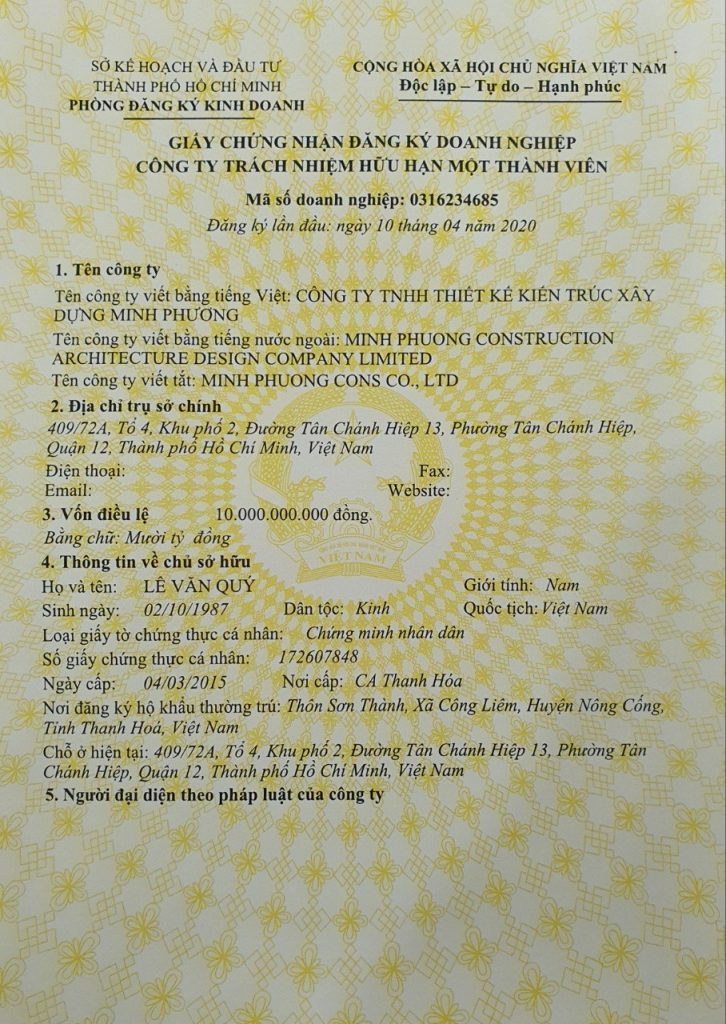 SỞ KẾ HOẠCH VÀ ĐẦU TƯ
THÀNH PHỐ HỒ CHÍ MINH
PHÒNG ĐĂNG KÝ KINH DOANH
CỘNG HÒA XÃ HỘI CHỦ NGHĨA VIỆT NAM
Độc lập – Tự do – Hạnh phúc
GIẤY CHỨNG NHẬN ĐĂNG KÝ DOANH NGHIỆP
CÔNG TY TRÁCH NHIỆM HỮU HẠN MỘT THÀNH VIÊN
Mã số doanh nghiệp: 0316234685
Đăng ký lần đầu: ngày 10 tháng 04 năm 2020
1. Tên công ty
Tên công ty viết bằng tiếng Việt: CÔNG TY TNHH THIẾT KẾ KIẾN TRÚC XÂY
DỰNG MINH PHƯƠNG
Tên công ty viết bằng tiếng nước ngoài: MINH PHUONG CONSTRUCTION
ARCHITECTURE DESIGN COMPANY LIMITED
Tên công ty viết tắt: MINH PHUONG CONS CO., LTD
2. Địa chỉ trụ sở chính
409/72A, Tổ 4, Khu phố 2, Đường Tân Chánh Hiệp 13, Phường Tân Chánh Hiệp,
Quận 12, Thành phố Hồ Chí Minh, Việt Nam
Điện thoại: Fax:
Email: Website:
3. Vốn điều lệ 10.000.000.000 đồng.
Bằng chữ: Mười tỷ đồng
VIỆT NAM
4. Thông tin về chủ sở hữu
Họ và tên: LÊ VĂN QUÝ Giới tính: Nam
Sinh ngày: 02/10/1987 Dân tộc: Kinh Quốc tịch: Việt Nam
Loại giấy tờ chứng thực cá nhân: Chứng minh nhân dân
Số giấy chứng thực cá nhân: 172607848
Ngày cấp: 04/03/2015 Nơi cấp: CA Thanh Hóa
Nơi đăng ký hộ khẩu thường trú: Thôn Sơn Thành, Xã Công Liêm, Huyện Nông Cống,
Tỉnh Thanh Hoá, Việt Nam
Chỗ ở hiện tại: 409/72A, Tổ 4, Khu phố 2, Đường Tân Chánh Hiệp 13, Phường Tân
Chánh Hiệp, Quận 12, Thành phố Hồ Chí Minh, Việt Nam
5. Người đại diện theo pháp luật của công ty